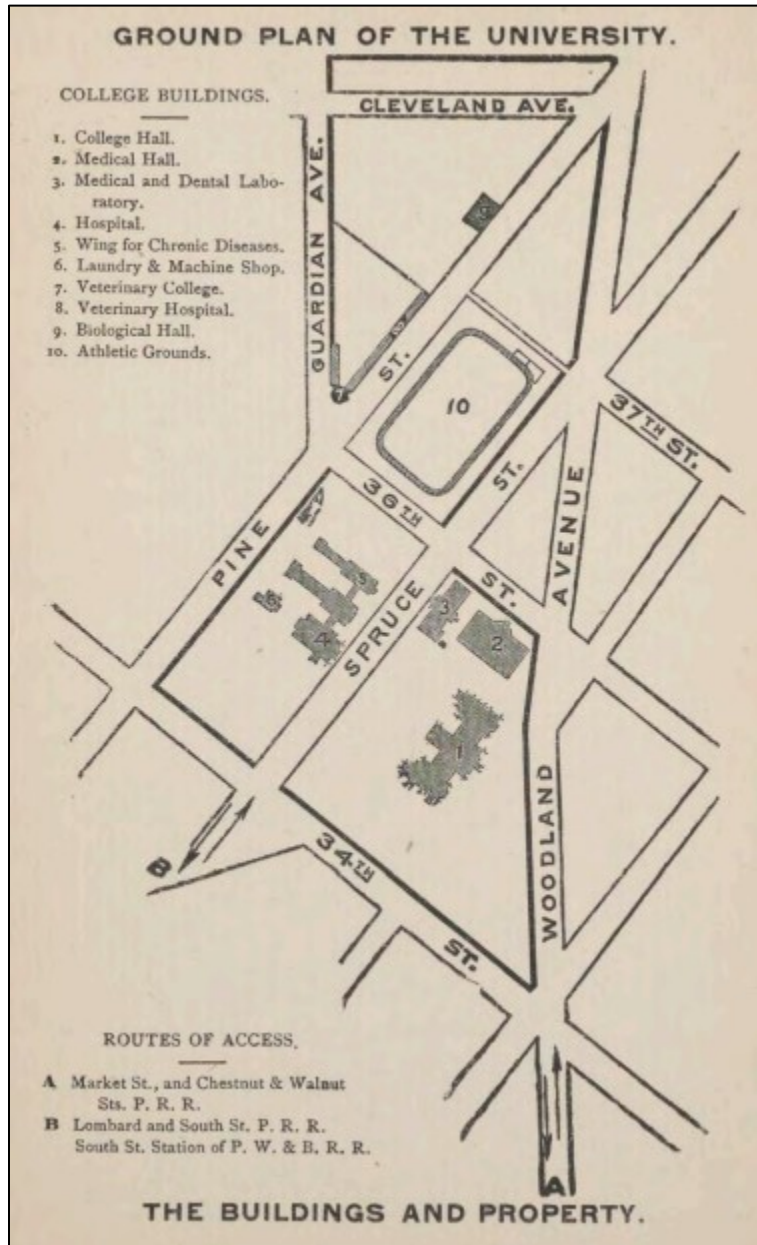 GROUND PLAN OF THE UNIVERSITY.
COLLEGE BUILDINGS.
1. College Hall.
2. Medical Hall.
3. Medical and Dental Labo-
ratory.
4. Hospital.
5. Wing for Chronic Diseases.
6. Laundry & Machine Shop.
7. Veterinary College.
8. Veterinary Hospital.
9. Biological Hall.
10. Athletic Grounds.
CLEVELAND AVE.
GUARDIAN AVE.
9
8
7
ST.
10
37TH ST.
36TH
ST.
ST.
AVENUE
PINE
SPRUCE
5
6
4
3
2
1
WOODLAND
B
34TH
ST.
ROUTES OF ACCESS.
A Market St., and Chestnut & Walnut
Sts. P. R. R.
B Lombard and South St. P. R. R.
South St. Station of P. W. & B. R. R.
A
THE BUILDINGS AND PROPERTY.